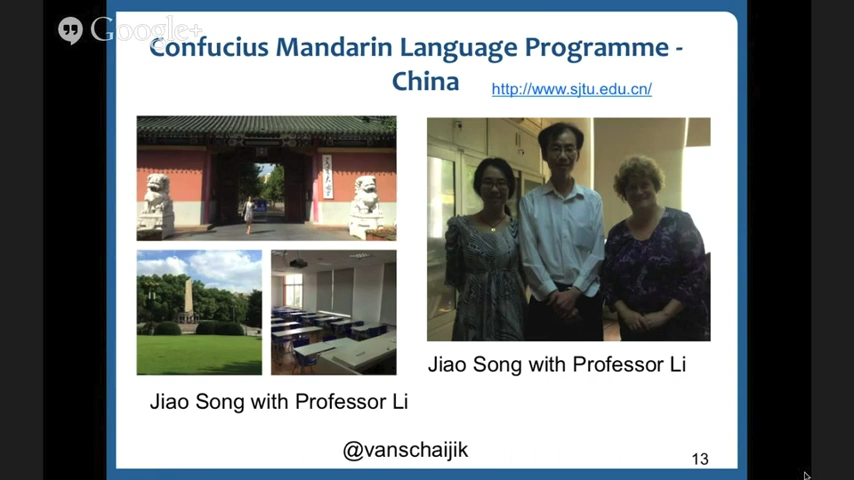 Google+
Confucius Mandarin Language Programme -
China
http://www.sjtu.edu.cn/
Jiao Song with Professor Li
Jiao Song with Professor Li
@vanschaijik
13